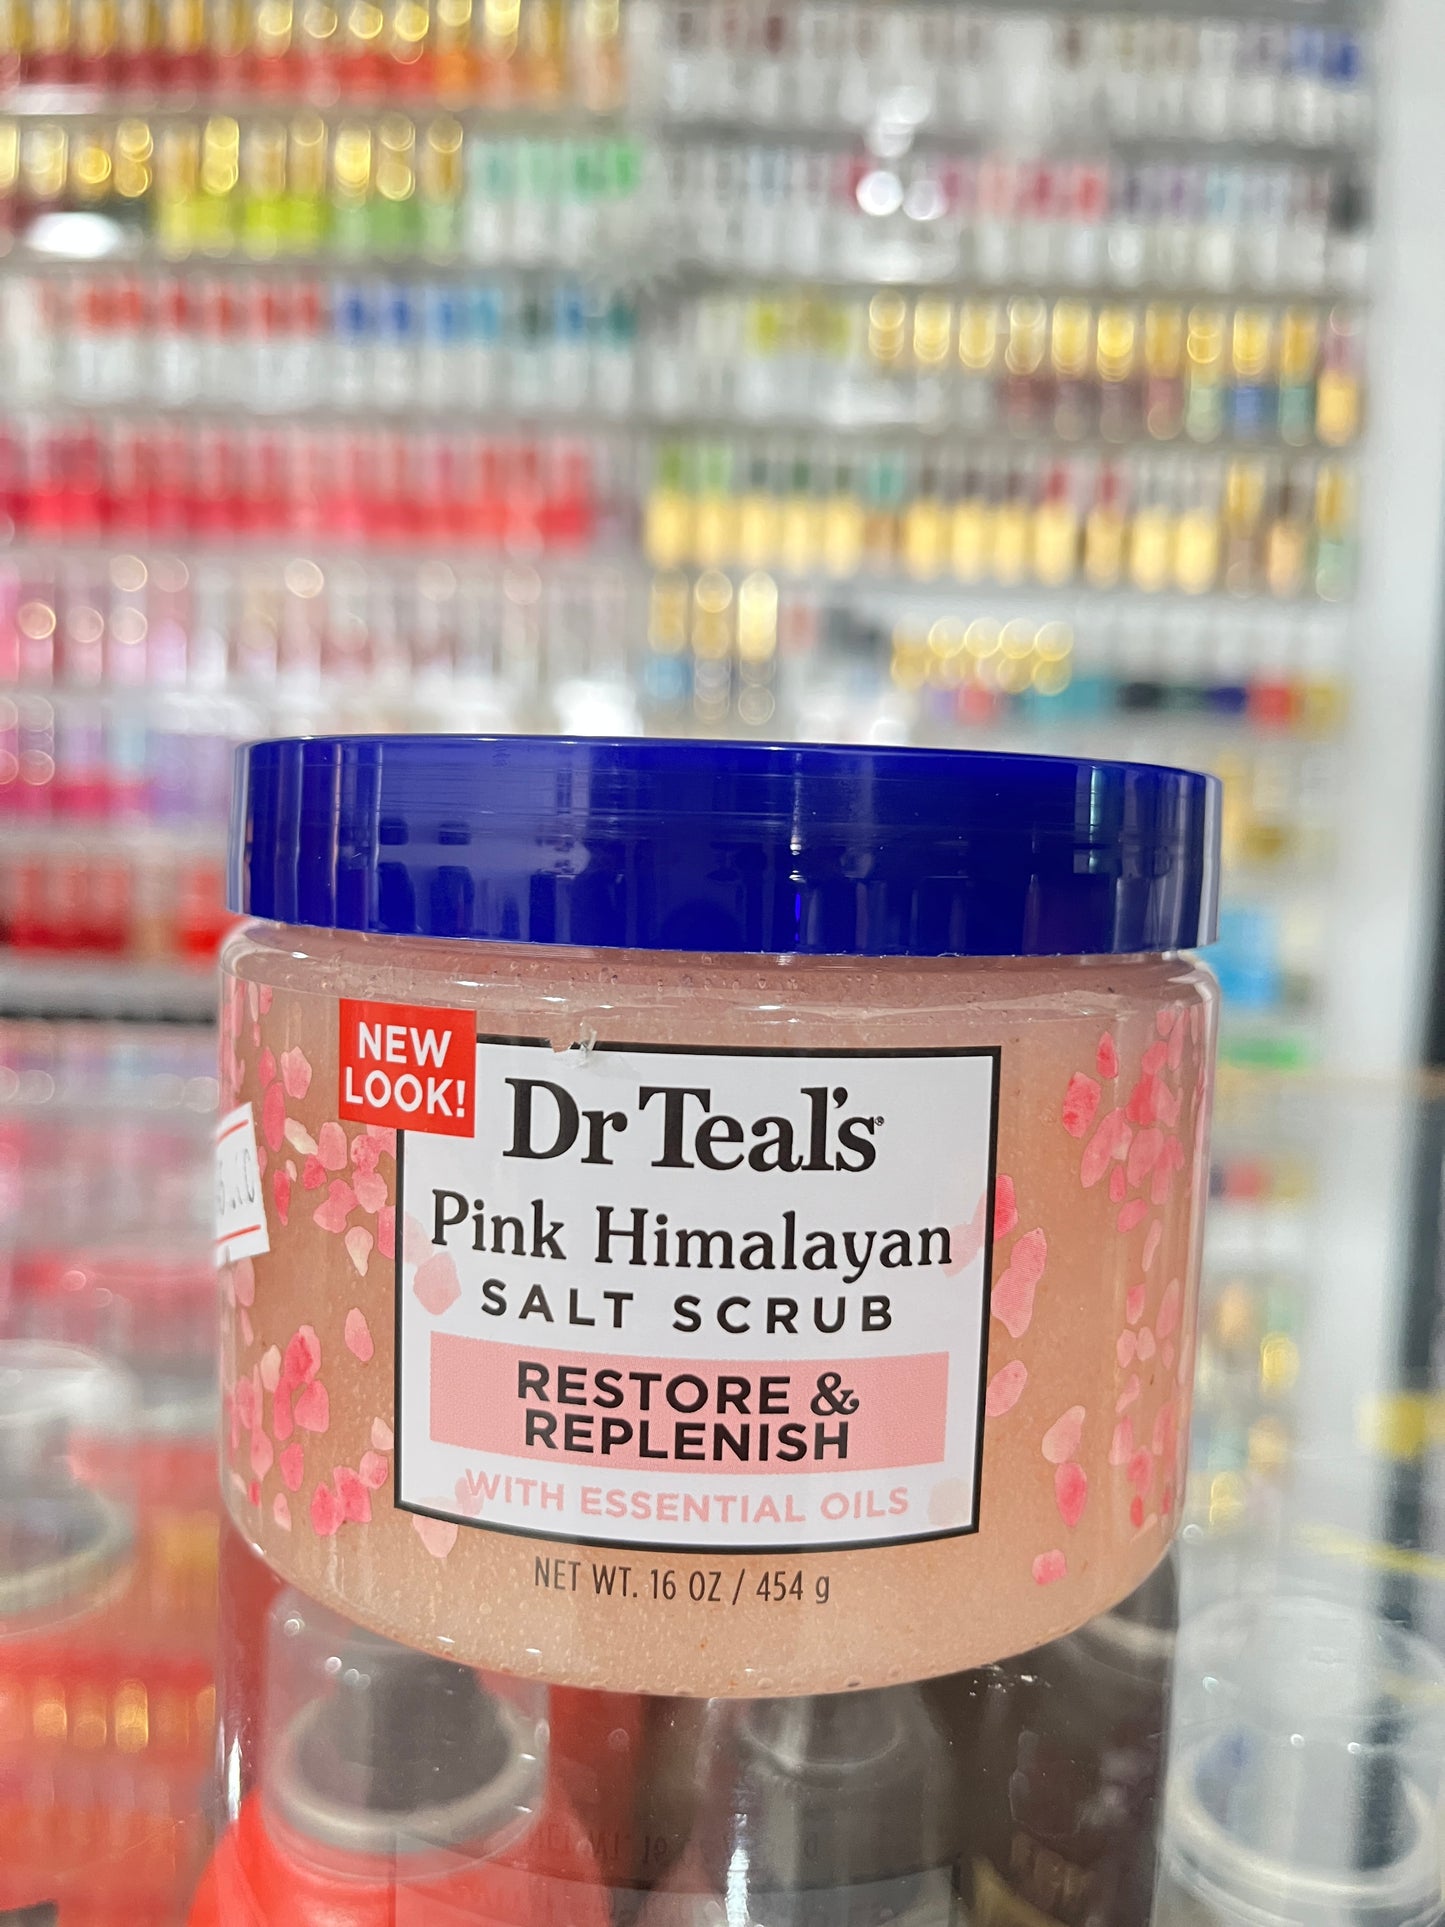 NEW
LOOK!
Dr Teal's
Pink Himalayan
SALT SCRUB
RESTORE &
REPLENISH
WITH ESSENTIAL OILS
NET WT. 16 OZ / 454 g